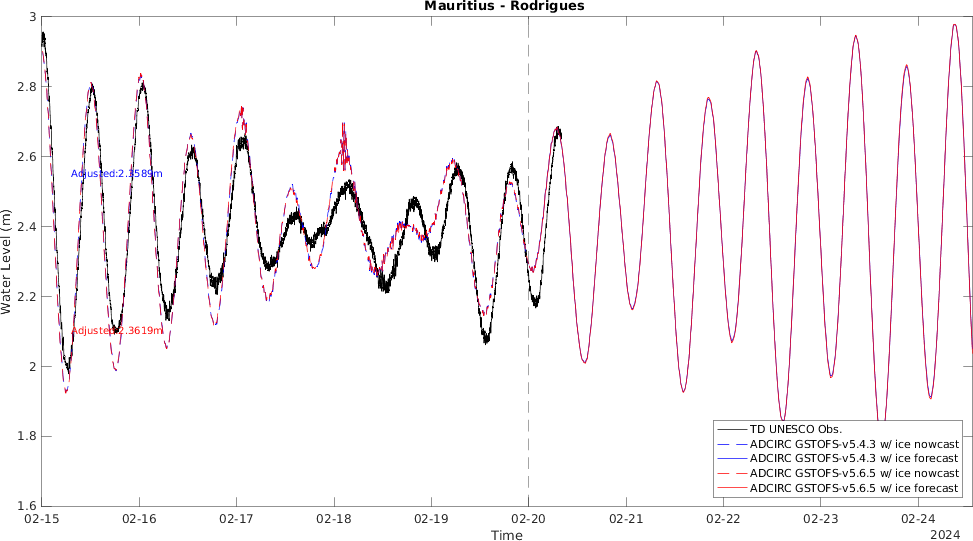 Mauritius - Rodrigues
3
2.8
2.6
2.4
2.2
2
1.8
1.6
Water Level (m)
Adjusted:2.3589m
Adjusted:2.3619m
TD UNESCO Obs.
ADCIRC GSTOFS-v5.4.3 w/ ice nowcast
ADCIRC GSTOFS-v5.4.3 w/ ice forecast
ADCIRC GSTOFS-v5.6.5 w/ ice nowcast
ADCIRC GSTOFS-v5.6.5 w/ ice forecast
02-15 02-16 02-17 02-18 02-19 02-20 02-21 02-22 02-23 02-24
Time
2024